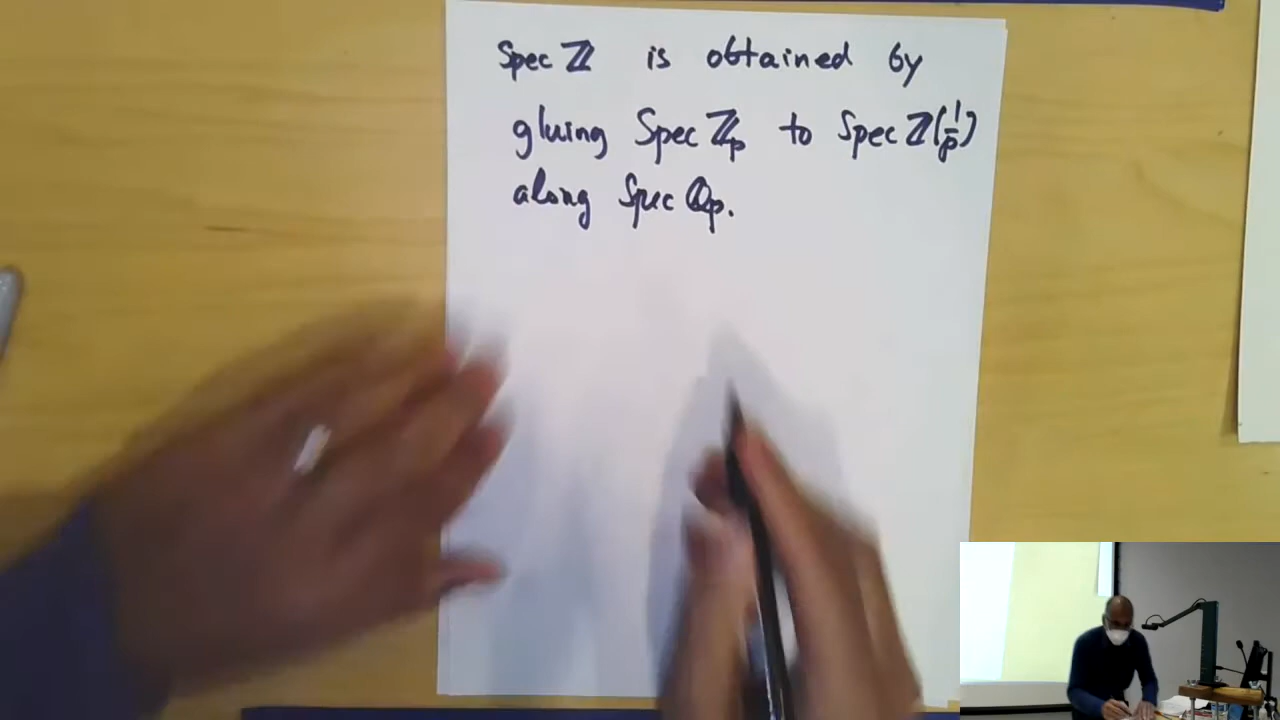 Spec ℤ is obtained by
gluing Spec ℤp to Spec ℤ(1/p)
along Spec ℚp.